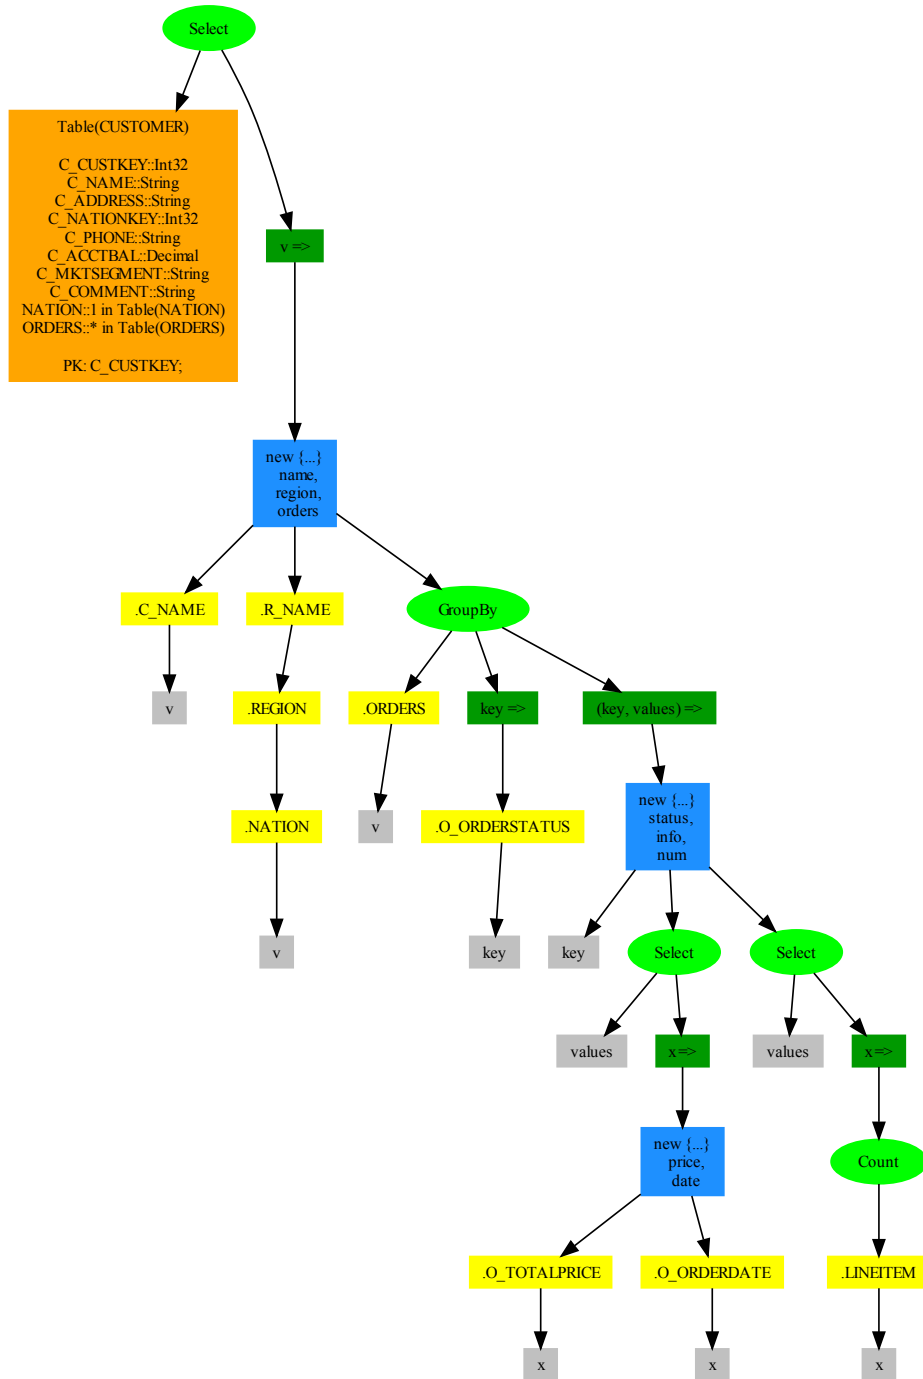 Select
Table(CUSTOMER)
C_CUSTKEY::Int32
C_NAME::String
C_ADDRESS::String
C_NATIONKEY::Int32
C_PHONE::String
C_ACCTBAL::Decimal
C_MKTSEGMENT::String
C_COMMENT::String
NATION::1 in Table(NATION)
ORDERS::* in Table(ORDERS)
PK: C_CUSTKEY;
v =>
new {...}
name,
region,
orders
.C_NAME
.R_NAME
GroupBy
v
.REGION
.ORDERS
key =>
(key, values) =>
.NATION
v
.O_ORDERSTATUS
new {...}
status,
info,
num
v
key
key
Select
Select
values
x =>
values
x =>
new {...}
price,
date
Count
.O_TOTALPRICE
.O_ORDERDATE
.LINEITEM
x
x
x